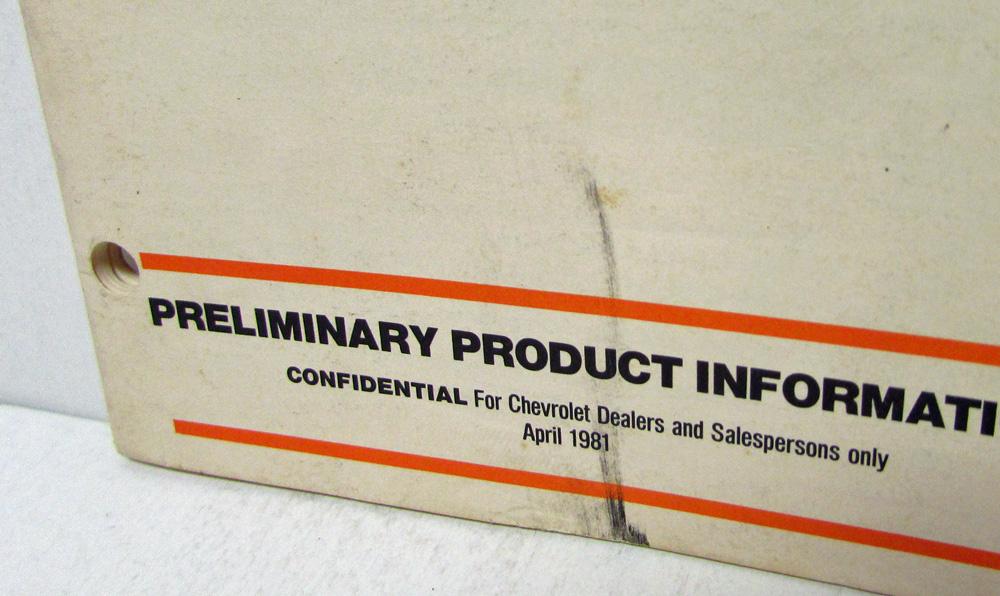 PRELIMINARY PRODUCT INFORMATI
CONFIDENTIAL For Chevrolet Dealers and Salespersons only
April 1981